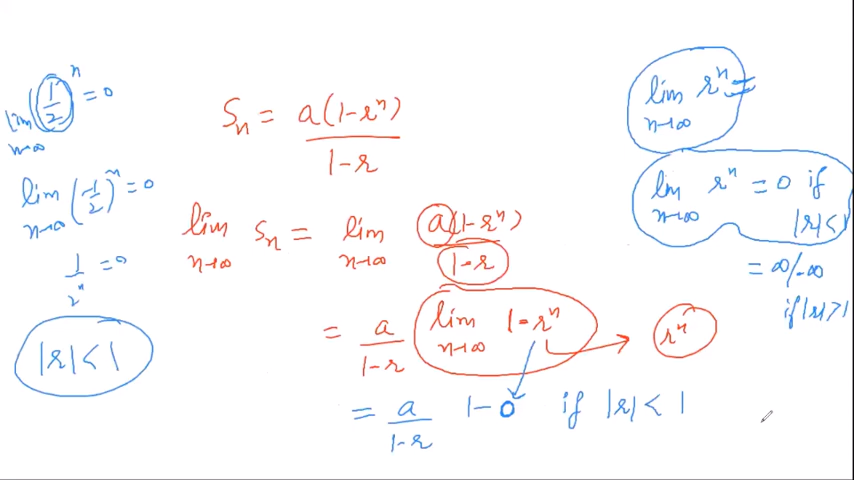 lim n→∞ (1/2)^n = 0
lim n→∞ (-1/2)^n = 0
1/2^n = 0
|r| < 1
S_n = a(1-r^n) / 1-r
lim n→∞ S_n = lim n→∞ a(1-r^n) / 1-r
= a / 1-r lim n→∞ 1-r^n → r^n
= a / 1-r 1-0 if |r| < 1
lim n→∞ r^n =
lim n→∞ r^n = 0 if |r| < 1
= ∞/-∞
if |r| > 1